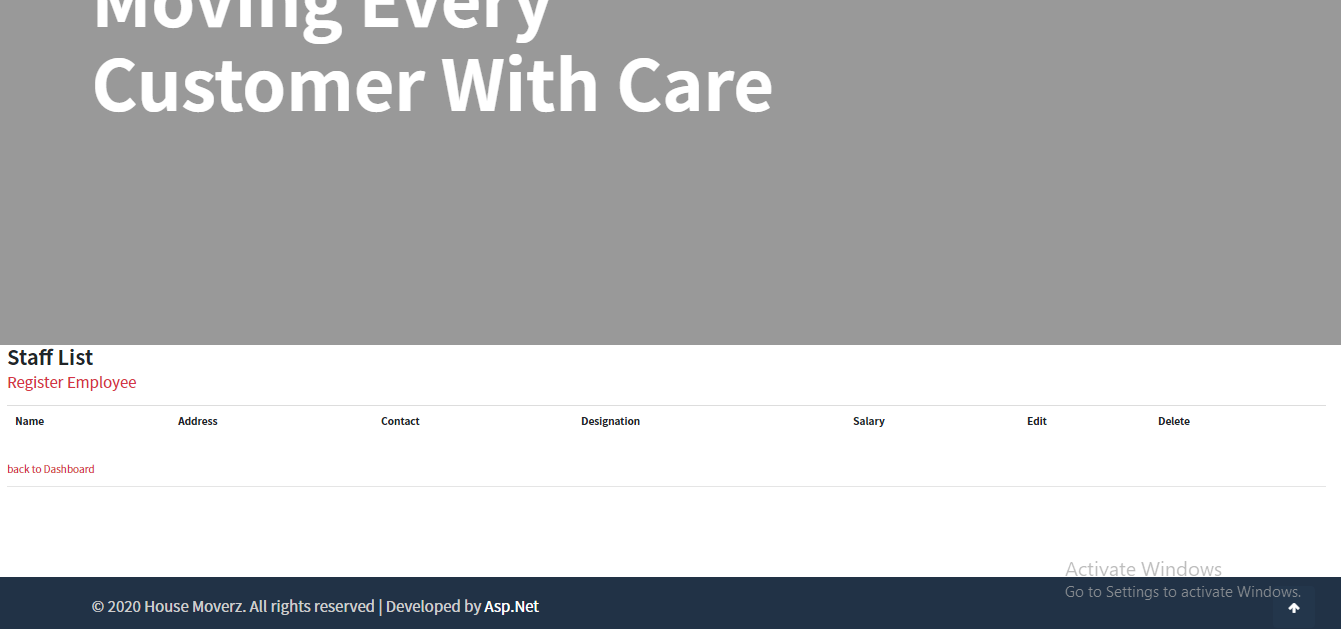 Moving Every
Customer With Care
Staff List
Register Employee
Name Address Contact Designation Salary Edit Delete
back to Dashboard
Activate Windows
Go to Settings to activate Windows.
© 2020 House Moverz. All rights reserved | Developed by Asp.Net